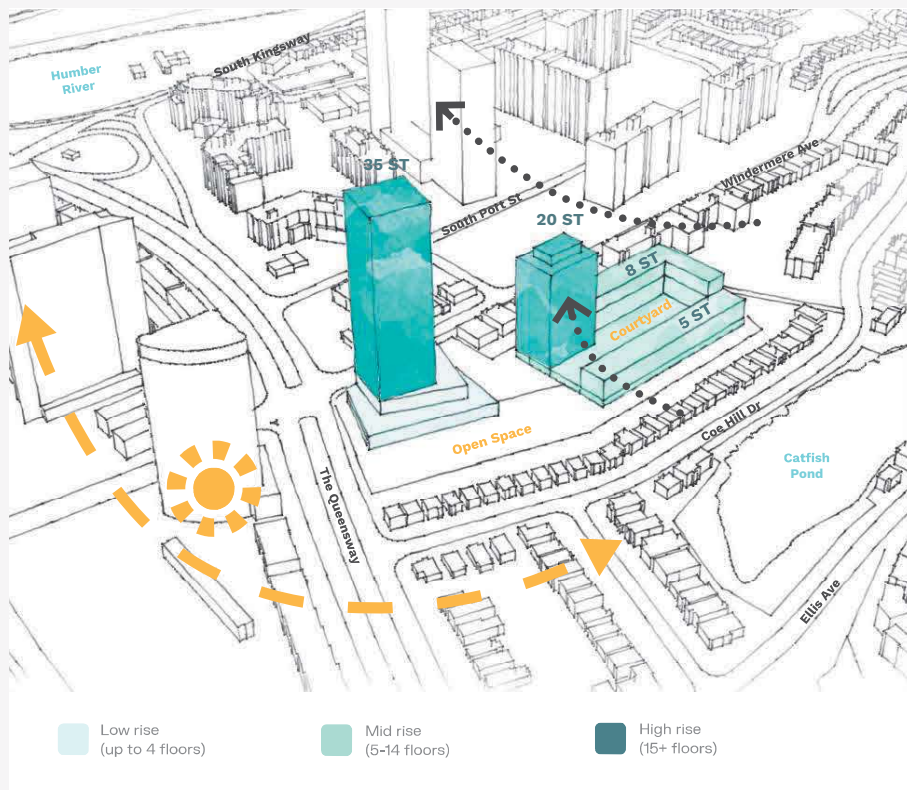 South Kingsway
Humber
River
35 ST
Windermere Ave
South Port St
20 ST
8 ST
Courtyard
5 ST
Open Space
Coe Hill Dr
Catfish
Pond
The Queensway
Ellis Ave
Low rise
(up to 4 floors)
Mid rise
(5-14 floors)
High rise
(15+ floors)